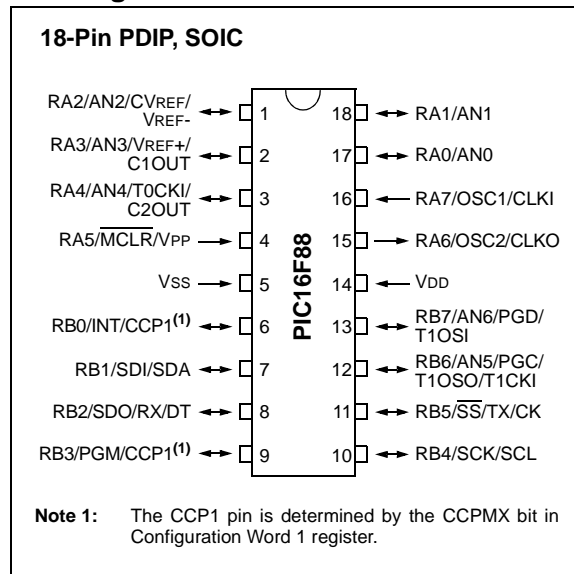 18-Pin PDIP, SOIC
RA2/AN2/CVREF/
VREF-
1
18
RA1/AN1
RA3/AN3/VREF+/
C1OUT
2
17
RA0/AN0
RA4/AN4/T0CKI/
C2OUT
3
16
RA7/OSC1/CLKI
RA5/MCLR/VPP
4
15
RA6/OSC2/CLKO
VSS
5
14
VDD
RB0/INT/CCP1(1)
6
13
RB7/AN6/PGD/
T1OSI
RB1/SDI/SDA
7
12
RB6/AN5/PGC/
T1OSO/T1CKI
RB2/SDO/RX/DT
8
11
RB5/SS/TX/CK
RB3/PGM/CCP1(1)
9
10
RB4/SCK/SCL
PIC16F88
Note 1: The CCP1 pin is determined by the CCPMX bit in
Configuration Word 1 register.